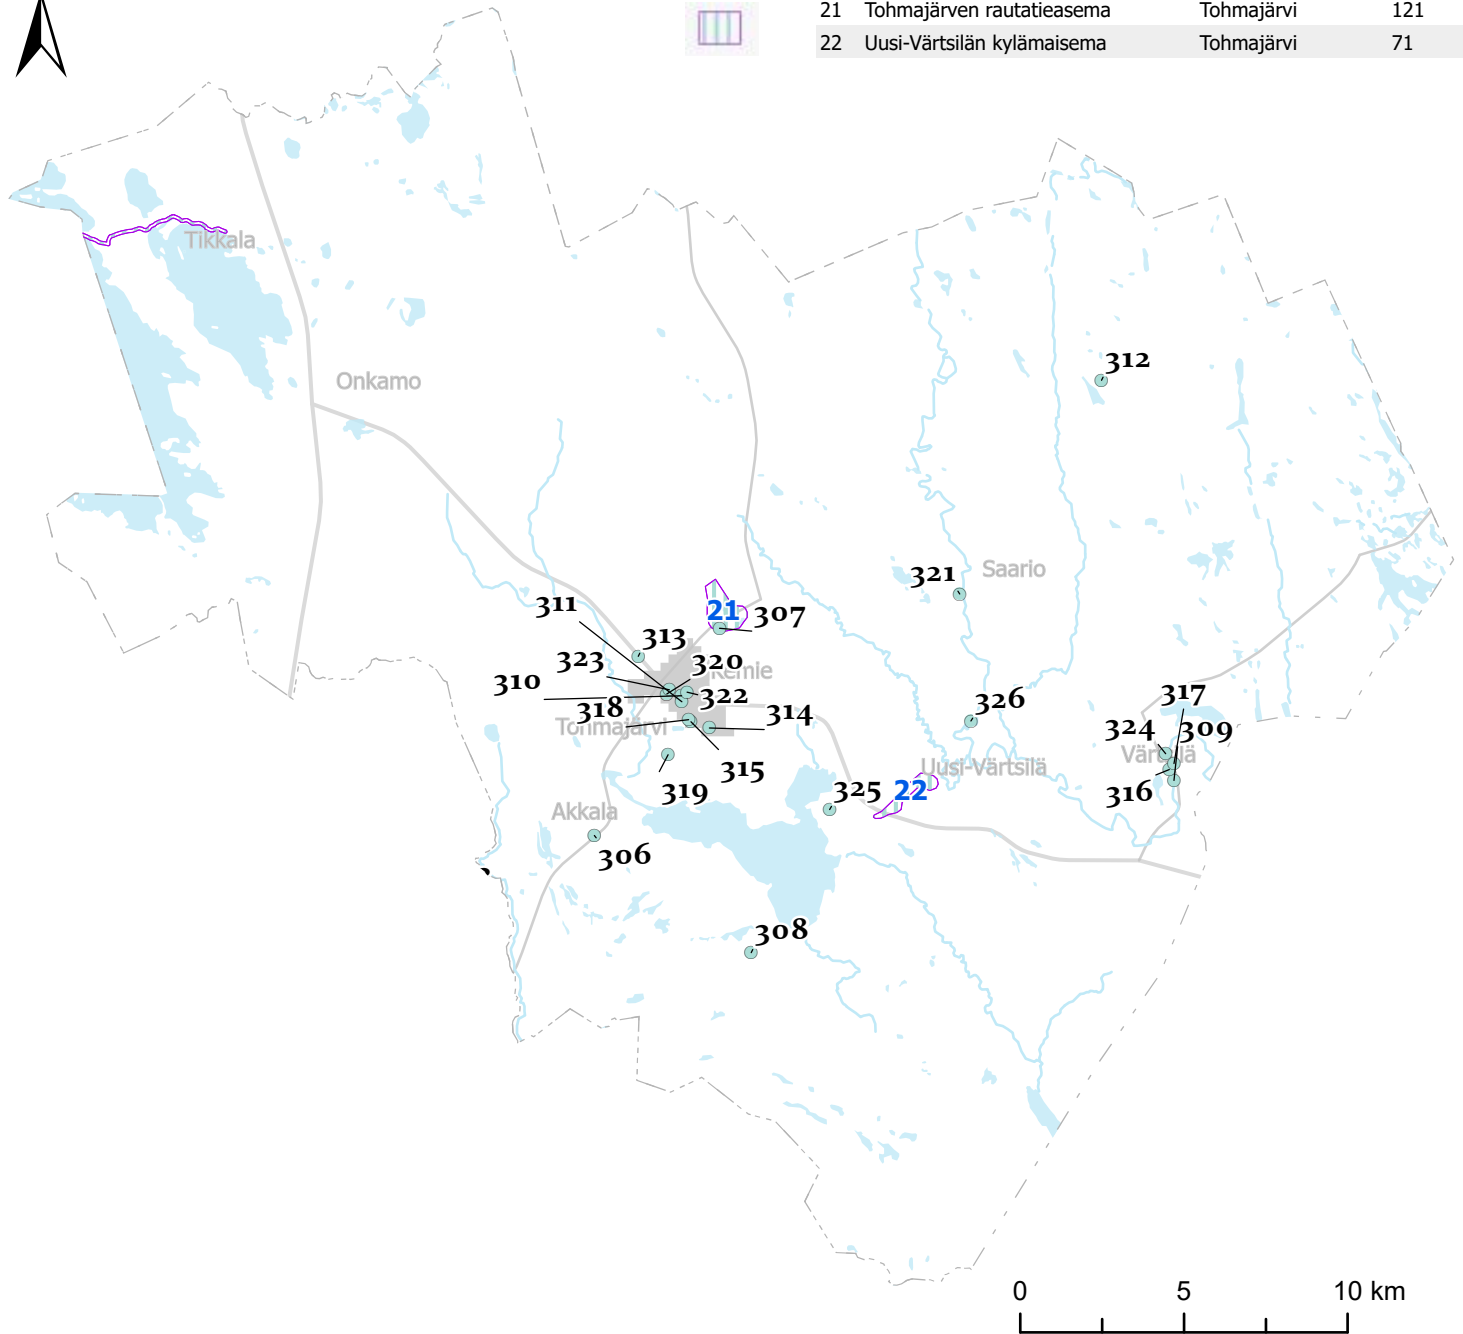 21 Tohmajärven rautatieasema Tohmajärvi 121
22 Uusi-Värtsilän kylämaisema Tohmajärvi 71
Tikkala
312
Onkamo
321
Saario
311
21
307
313
323
320
310
Kemie
322
317
318
314
326
324
309
Tohmajärvi
Värtsilä
315
Uusi-Värtsilä
319
22
325
316
Akkala
306
308
0 5 10 km